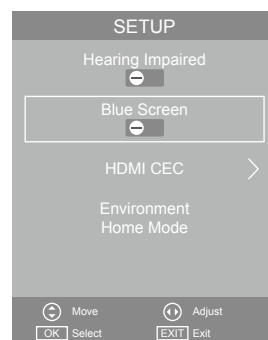 SETUP
Hearing Impaired
Blue Screen
HDMI CEC
Environment
Home Mode
Move Adjust
OK Select EXIT Exit